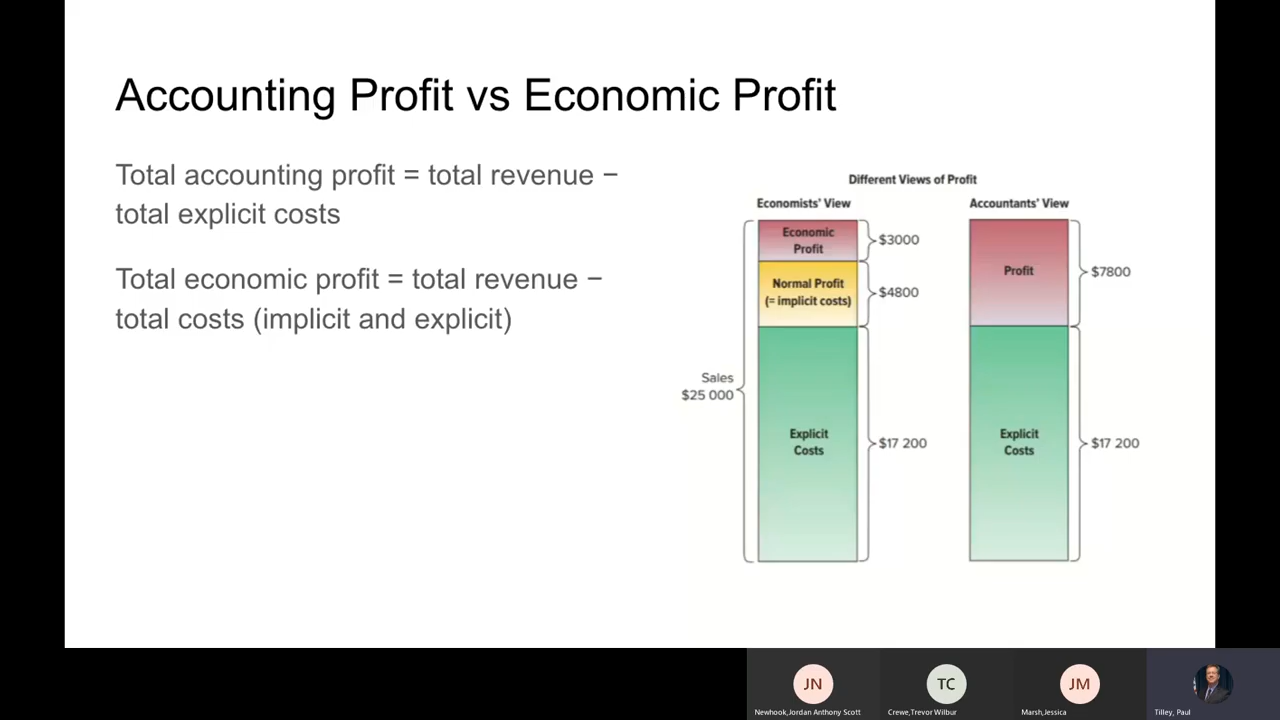 Accounting Profit vs Economic Profit
Total accounting profit = total revenue −
total explicit costs
Total economic profit = total revenue −
total costs (implicit and explicit)
Different Views of Profit
Economists' View
Accountants' View
Economic
Profit
$3000
Normal Profit
(= implicit costs)
$4800
Profit
$7800
Sales
$25 000
Explicit
Costs
$17 200
Explicit
Costs
$17 200
JN
TC
JM
Newhook,Jordan Anthony Scott
Crewe,Trevor Wilbur
Marsh,Jessica
Tilley, Paul